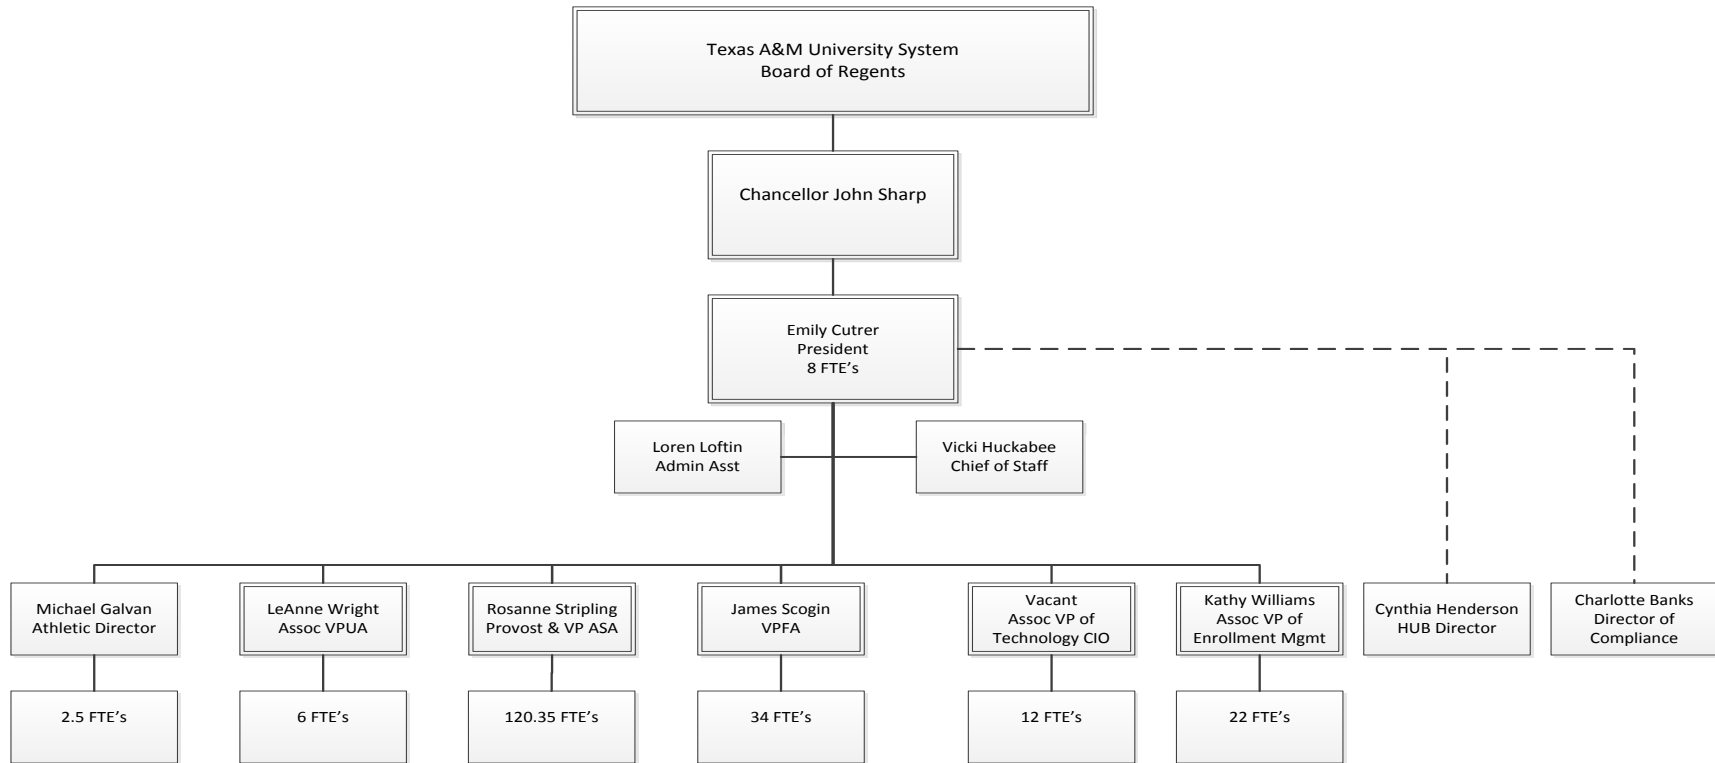 Texas A&M University System
Board of Regents
Chancellor John Sharp
Emily Cutrer
President
8 FTE’s
Loren Loftin
Admin Asst
Vicki Huckabee
Chief of Staff
Michael Galvan
Athletic Director
LeAnne Wright
Assoc VPUA
Rosanne Stripling
Provost & VP ASA
James Scogin
VPFA
Vacant
Assoc VP of
Technology CIO
Kathy Williams
Assoc VP of
Enrollment Mgmt
Cynthia Henderson
HUB Director
Charlotte Banks
Director of
Compliance
2.5 FTE’s
6 FTE’s
120.35 FTE’s
34 FTE’s
12 FTE’s
22 FTE’s